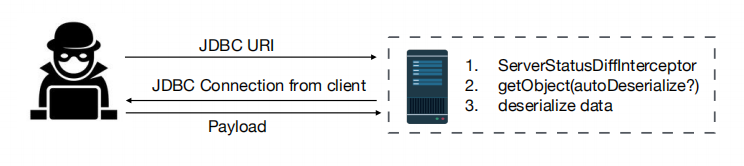 JDBC URI
JDBC Connection from client
Payload
1. ServerStatusDiffInterceptor
2. getObject(autoDeserialize?)
3. deserialize data